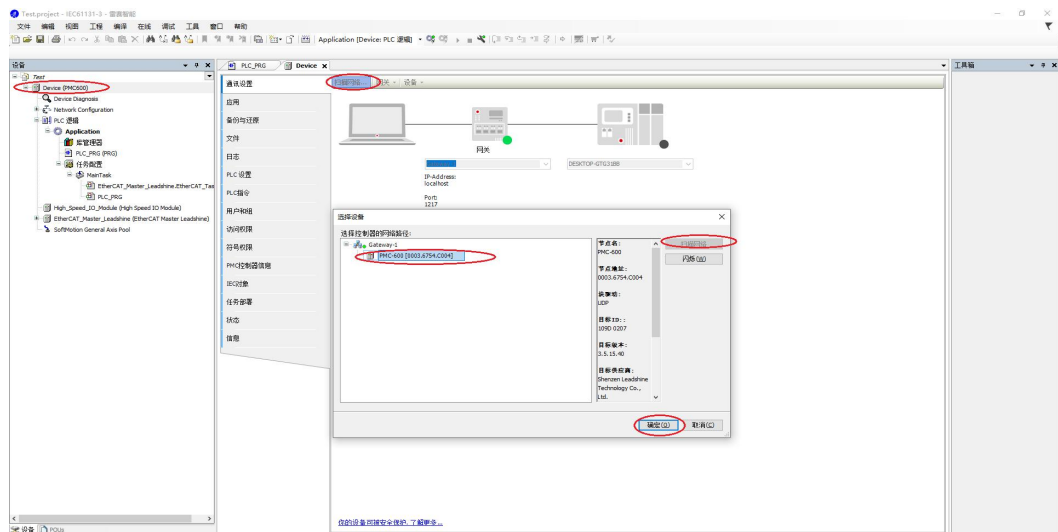 Test.project - IEC61131-3 - 雷赛智能
文件 编辑 视图 工程 编译 在线 调试 工具 窗口 帮助
Application [Device: PLC 逻辑]
设备
Test
Device (PMC600)
Device Diagnosis
Network Configuration
PLC 逻辑
Application
库管理器
PLC_PRG (PRG)
任务配置
MainTask
EtherCAT_Master_Leadshine.EtherCAT_Tas
PLC_PRG
High_Speed_IO_Module (High Speed IO Module)
EtherCAT_Master_Leadshine (EtherCAT Master Leadshine)
SoftMotion General Axis Pool
设备 POUs
PLC_PRG Device
通讯设置
应用
备份与还原
文件
日志
PLC 设置
PLC指令
用户和组
访问权限
符号权限
PMC控制器信息
IEC对象
任务部署
状态
信息
扫描网络 网关 设备
网关
DESKTOP-GTG318B
IP-Address:
localhost
Port:
1217
选择设备
选择控制器的网络路径:
Gateway-1
PMC-600 [0003.6754.C004]
节点名:
PMC-600
节点地址:
0003.6754.C004
块驱动:
UDP
目标ID::
109D 0207
目标版本:
3.5.15.40
目标供应商:
Shenzen Leadshine
Technology Co.,
Ltd.
扫描网络
闪烁(W)
确定(O) 取消(C)
你的设备可被安全保护. 了解更多...
工具箱